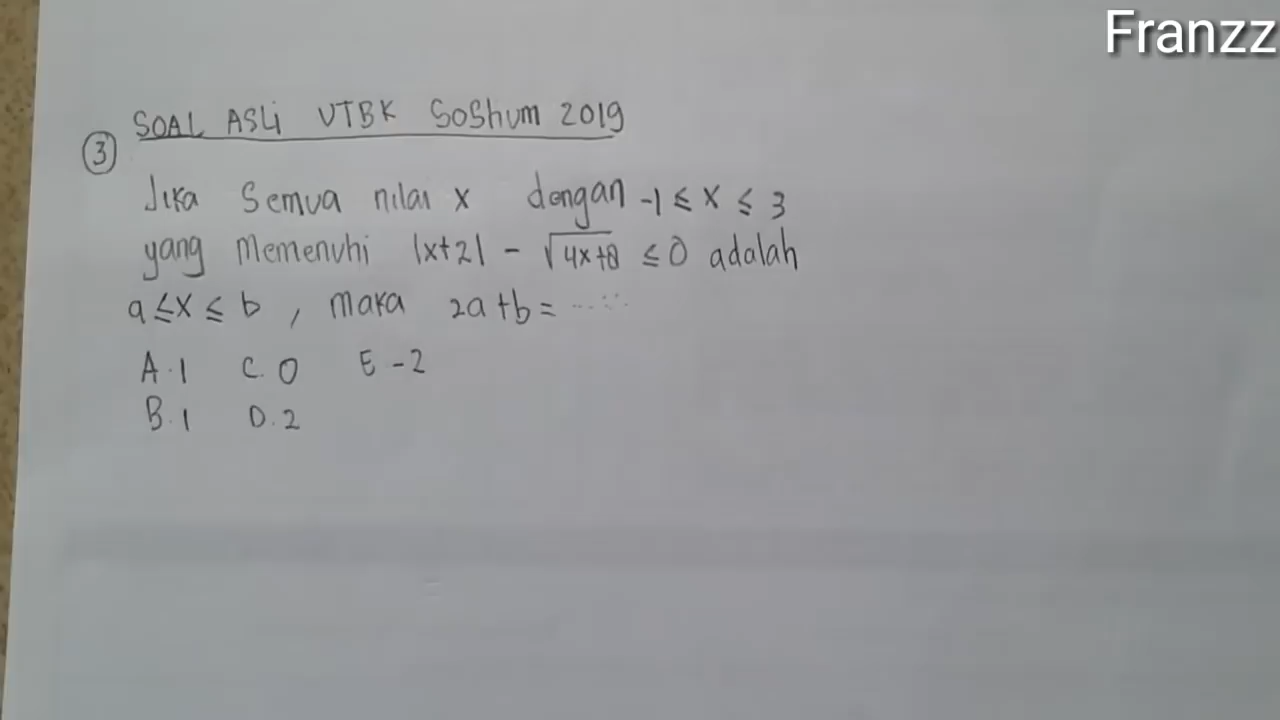 Franzz
SOAL ASLi UTBK SoShum 2019
③
Jika Semua nilai x dengan -1 ≤ x ≤ 3
yang Memenuhi |x+2| - √4x+8 ≤ 0 adalah
a ≤ x ≤ b , Maka 2a+b = ......
A. 1 C. 0 E -2
B. 1 D. 2